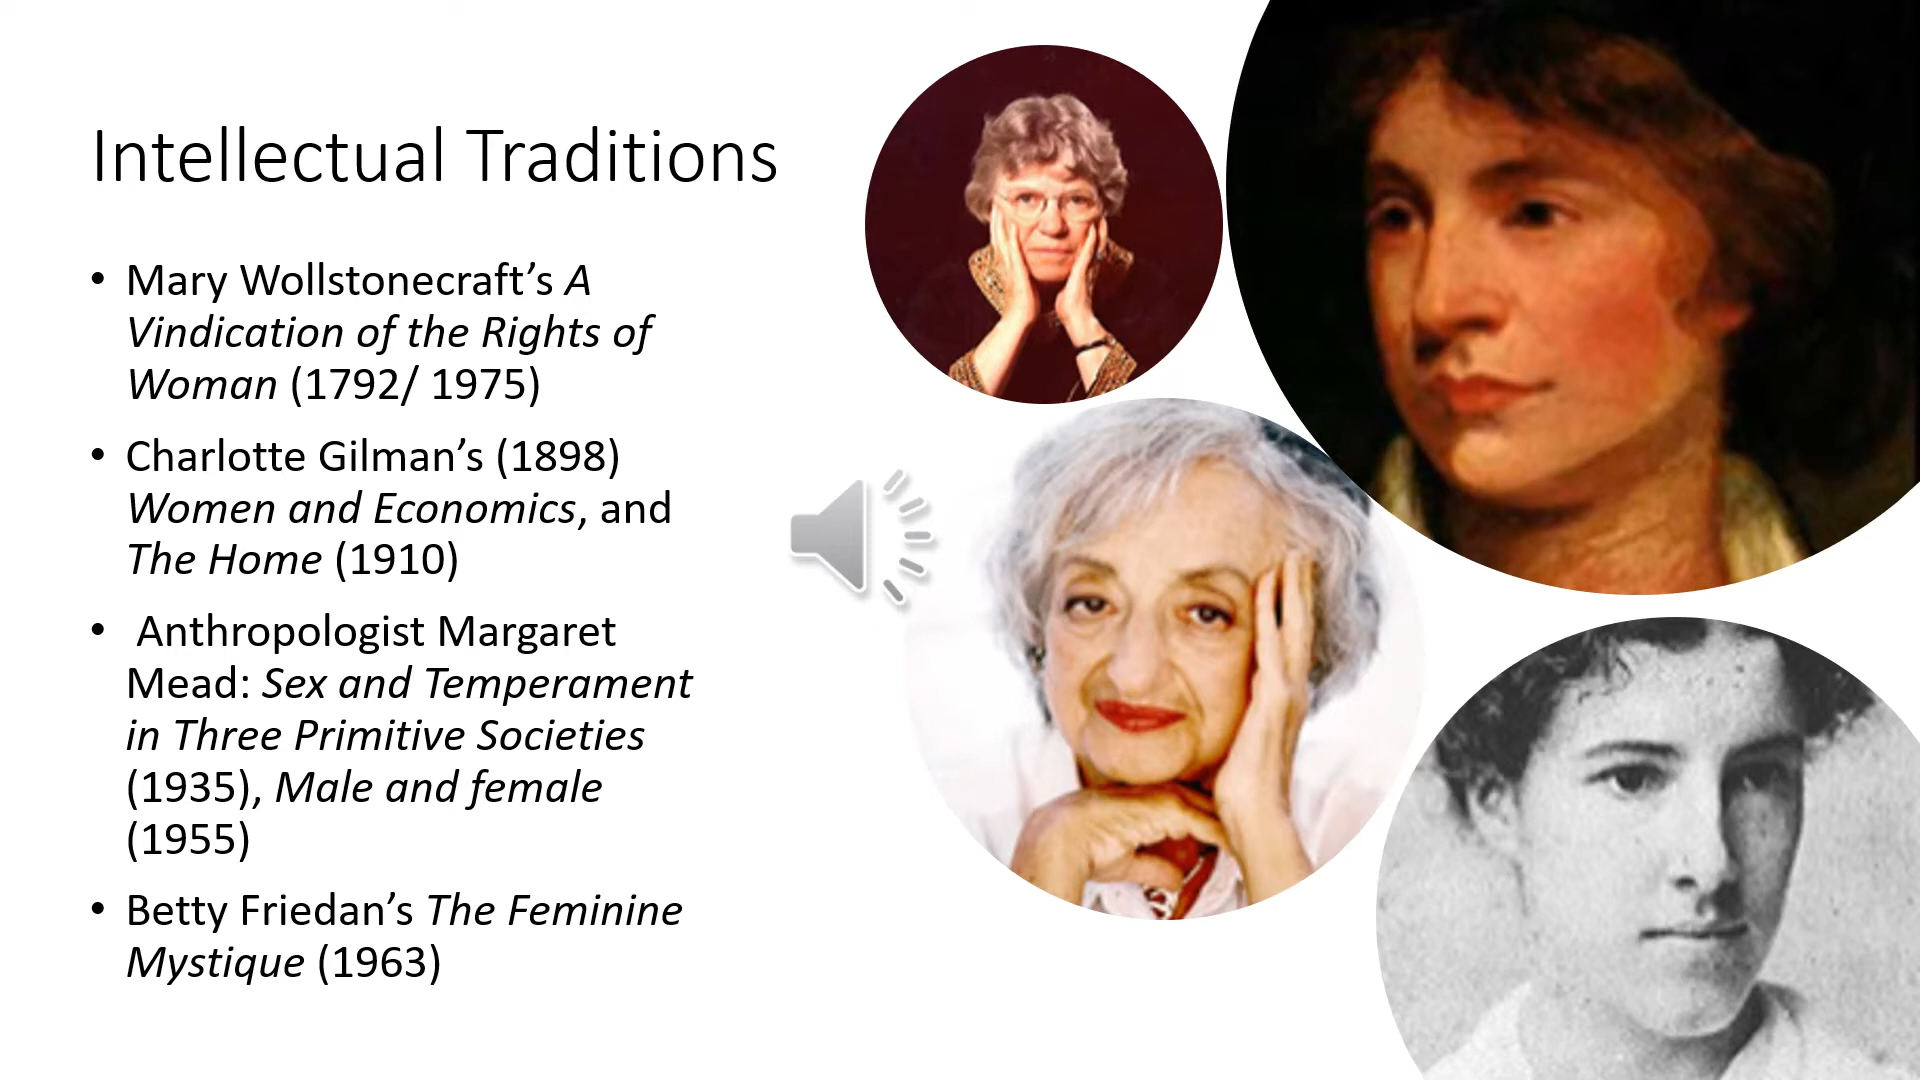 Intellectual Traditions
• Mary Wollstonecraft’s A
Vindication of the Rights of
Woman (1792/ 1975)
• Charlotte Gilman’s (1898)
Women and Economics, and
The Home (1910)
• Anthropologist Margaret
Mead: Sex and Temperament
in Three Primitive Societies
(1935), Male and female
(1955)
• Betty Friedan’s The Feminine
Mystique (1963)